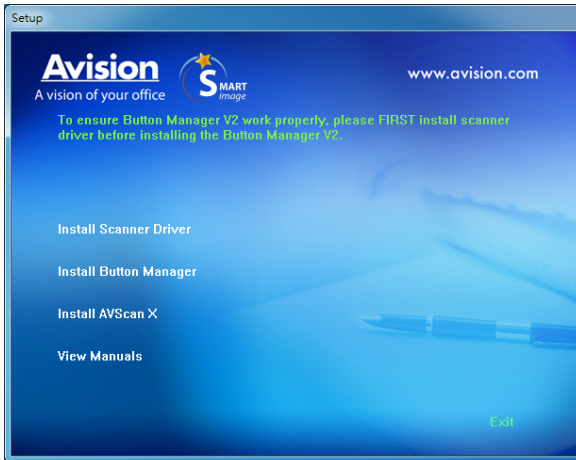 Setup
Avision
A vision of your office
SMART
image
www.avision.com
To ensure Button Manager V2 work properly, please FIRST install scanner
driver before installing the Button Manager V2.
Install Scanner Driver
Install Button Manager
Install AVScan X
View Manuals
Exit